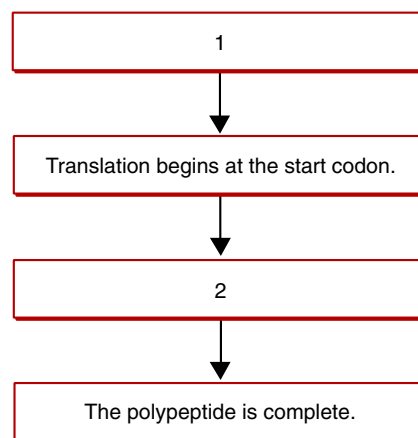 1
Translation begins at the start codon.
2
The polypeptide is complete.